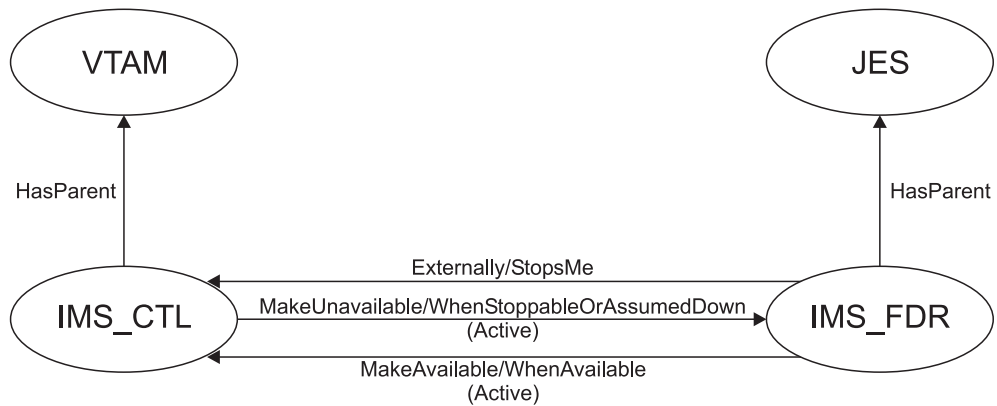 VTAM
JES
HasParent
HasParent
Externally/StopsMe
IMS_CTL
MakeUnavailable/WhenStoppableOrAssumedDown
(Active)
IMS_FDR
MakeAvailable/WhenAvailable
(Active)